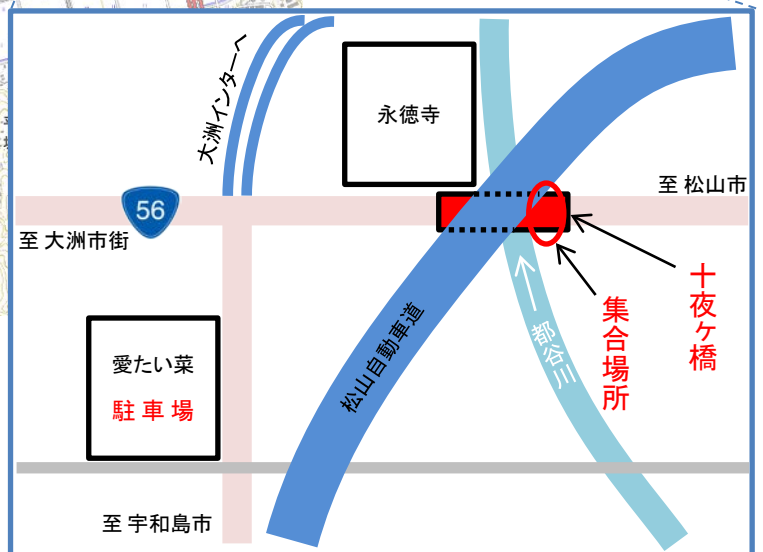 大洲インターへ
永徳寺
至 松山市
56
至 大洲市街
十夜ヶ橋
集合場所
都谷川
松山自動車道
愛たい菜
駐車場
至 宇和島市